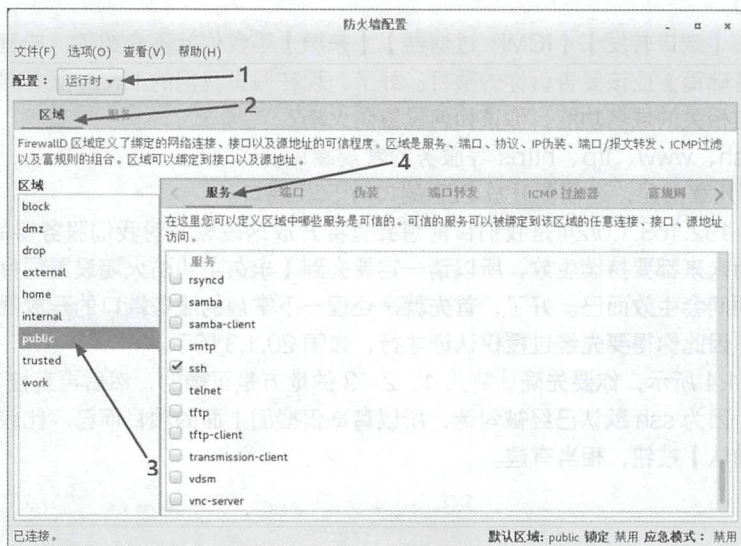 防火墙配置
文件(F) 选项(O) 查看(V) 帮助(H)
配置： 运行时
1
区域 服务
2
FirewallD 区域定义了绑定的网络连接、接口以及源地址的可信程度。区域是服务、端口、协议、IP伪装、端口/报文转发、ICMP过滤
以及富规则的组合。区域可以绑定到接口以及源地址。
4
区域
block
dmz
drop
external
home
internal
public
trusted
work
3
服务 端口 伪装 端口转发 ICMP 过滤器 富规则
在这里您可以定义区域中哪些服务是可信的。可信的服务可以被绑定到该区域的任意连接、接口、源地址
访问。
服务
rsyncd
samba
samba-client
smtp
ssh
telnet
tftp
tftp-client
transmission-client
vdsm
vnc-server
已连接。
默认区域: public 锁定 禁用 应急模式： 禁用